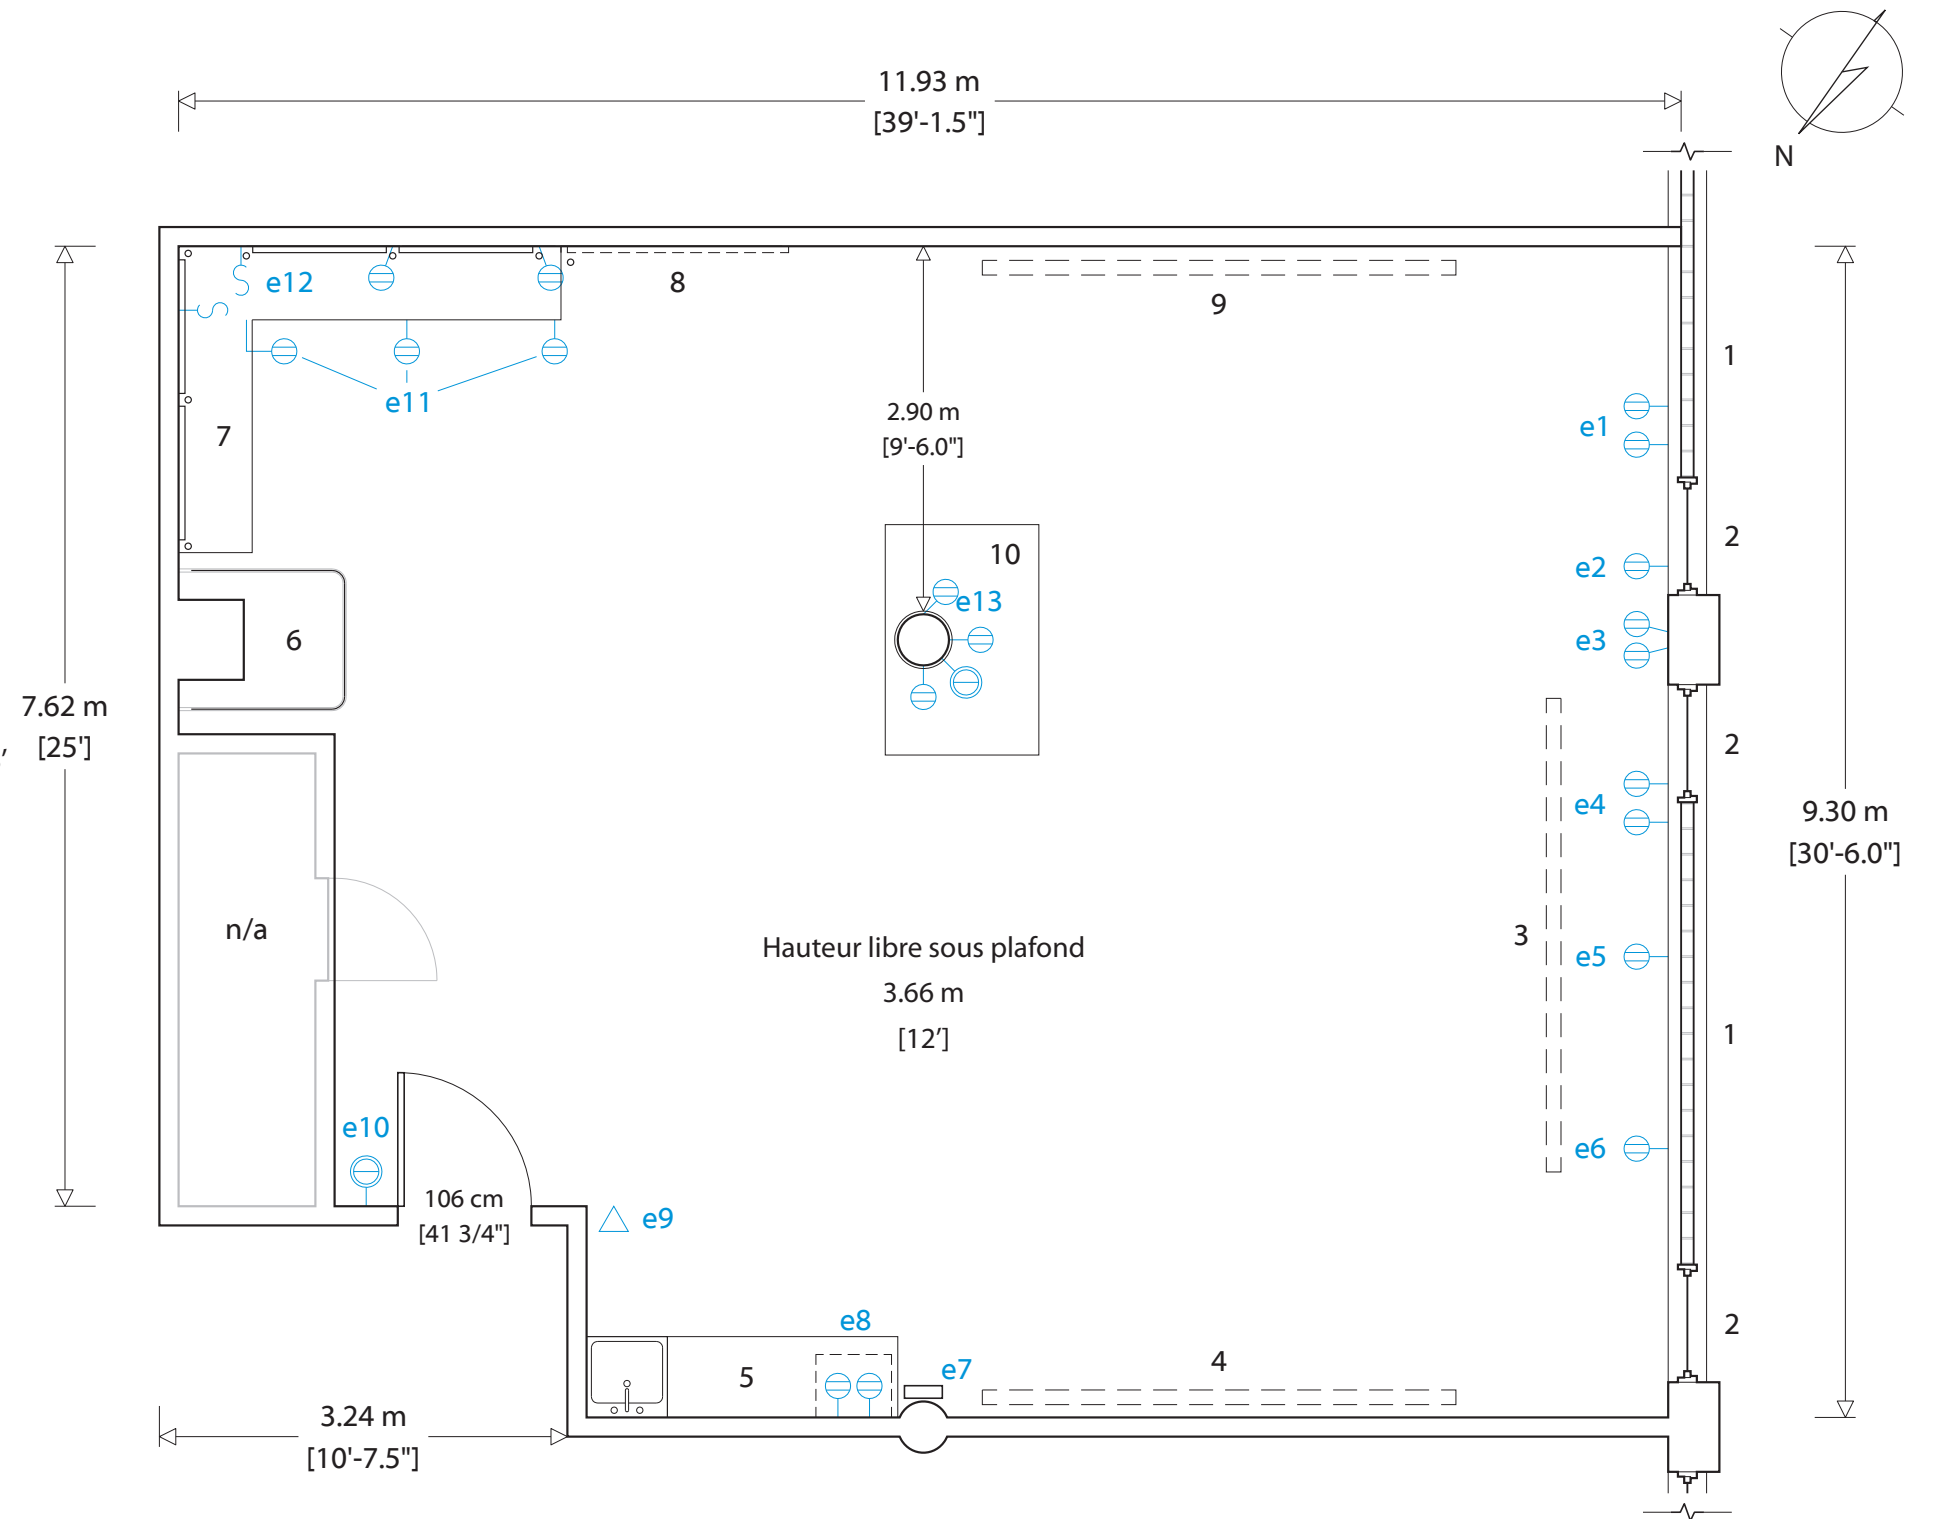 11.93 m
[39'-1.5"]
N
e12
8
9
1
e11
2.90 m
[9'-6.0"]
e1
7
2
10
e2
e13
6
e3
7.62 m
[25']
,
2
e4
9.30 m
[30'-6.0"]
n/a
3
Hauteur libre sous plafond
3.66 m
[12’]
e5
1
e10
e6
106 cm
[41 3/4"]
e9
e8
2
5
e7
4
3.24 m
[10'-7.5"]